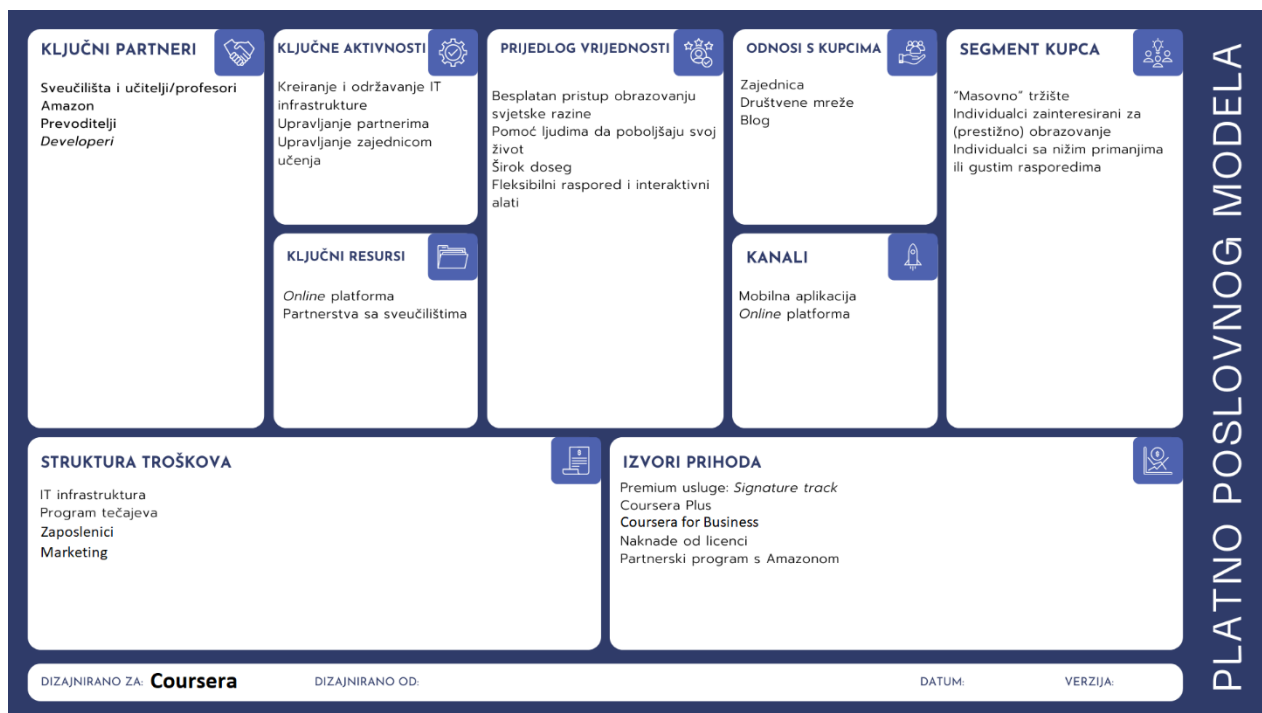 KLJUČNI PARTNERI
Sveučilišta i učitelji/profesori
Amazon
Prevoditelji
Developeri
KLJUČNE AKTIVNOSTI
Kreiranje i održavanje IT
infrastrukture
Upravljanje partnerima
Upravljanje zajednicom
učenja
KLJUČNI RESURSI
Online platforma
Partnerstva sa sveučilištima
PRIJEDLOG VRIJEDNOSTI
Besplatan pristup obrazovanju
svjetske razine
Pomoć ljudima da poboljšaju svoj
život
Širok doseg
Fleksibilni raspored i interaktivni
alati
ODNOSI S KUPCIMA
Zajednica
Društvene mreže
Blog
KANALI
Mobilna aplikacija
Online platforma
SEGMENT KUPCA
“Masovno” tržište
Individualci zainteresirani za
(prestižno) obrazovanje
Individualci sa nižim primanjima
ili gustim rasporedima
STRUKTURA TROŠKOVA
IT infrastruktura
Program tečajeva
Zaposlenici
Marketing
IZVORI PRIHODA
Premium usluge: Signature track
Coursera Plus
Coursera for Business
Naknade od licenci
Partnerski program s Amazonom
DIZAJNIRANO ZA: Coursera
DIZAJNIRANO OD:
DATUM:
VERZIJA:
PLATNO POSLOVNOG MODELA